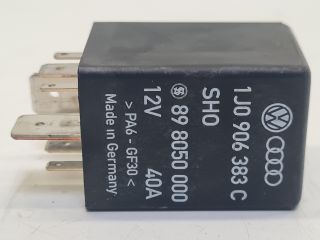 1J0 906 383 C
SHO
89 8050 000
12V 40A
> PA6 - GF30 <
Made in Germany